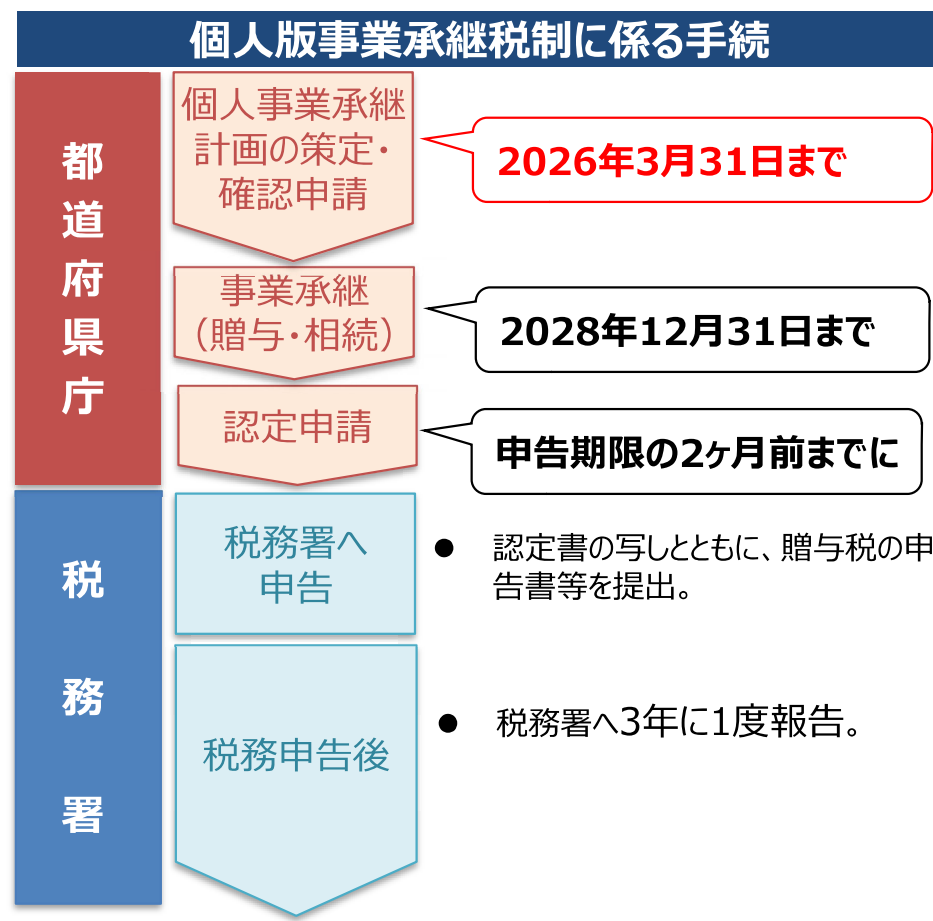 個人版事業承継税制に係る手続
都道府県庁
個人事業承継
計画の策定・
確認申請
2026年3月31日まで
事業承継
（贈与・相続）
2028年12月31日まで
認定申請
申告期限の2ヶ月前までに
税務署
税務署へ
申告
● 認定書の写しとともに、贈与税の申
告書等を提出。
税務申告後
● 税務署へ3年に1度報告。